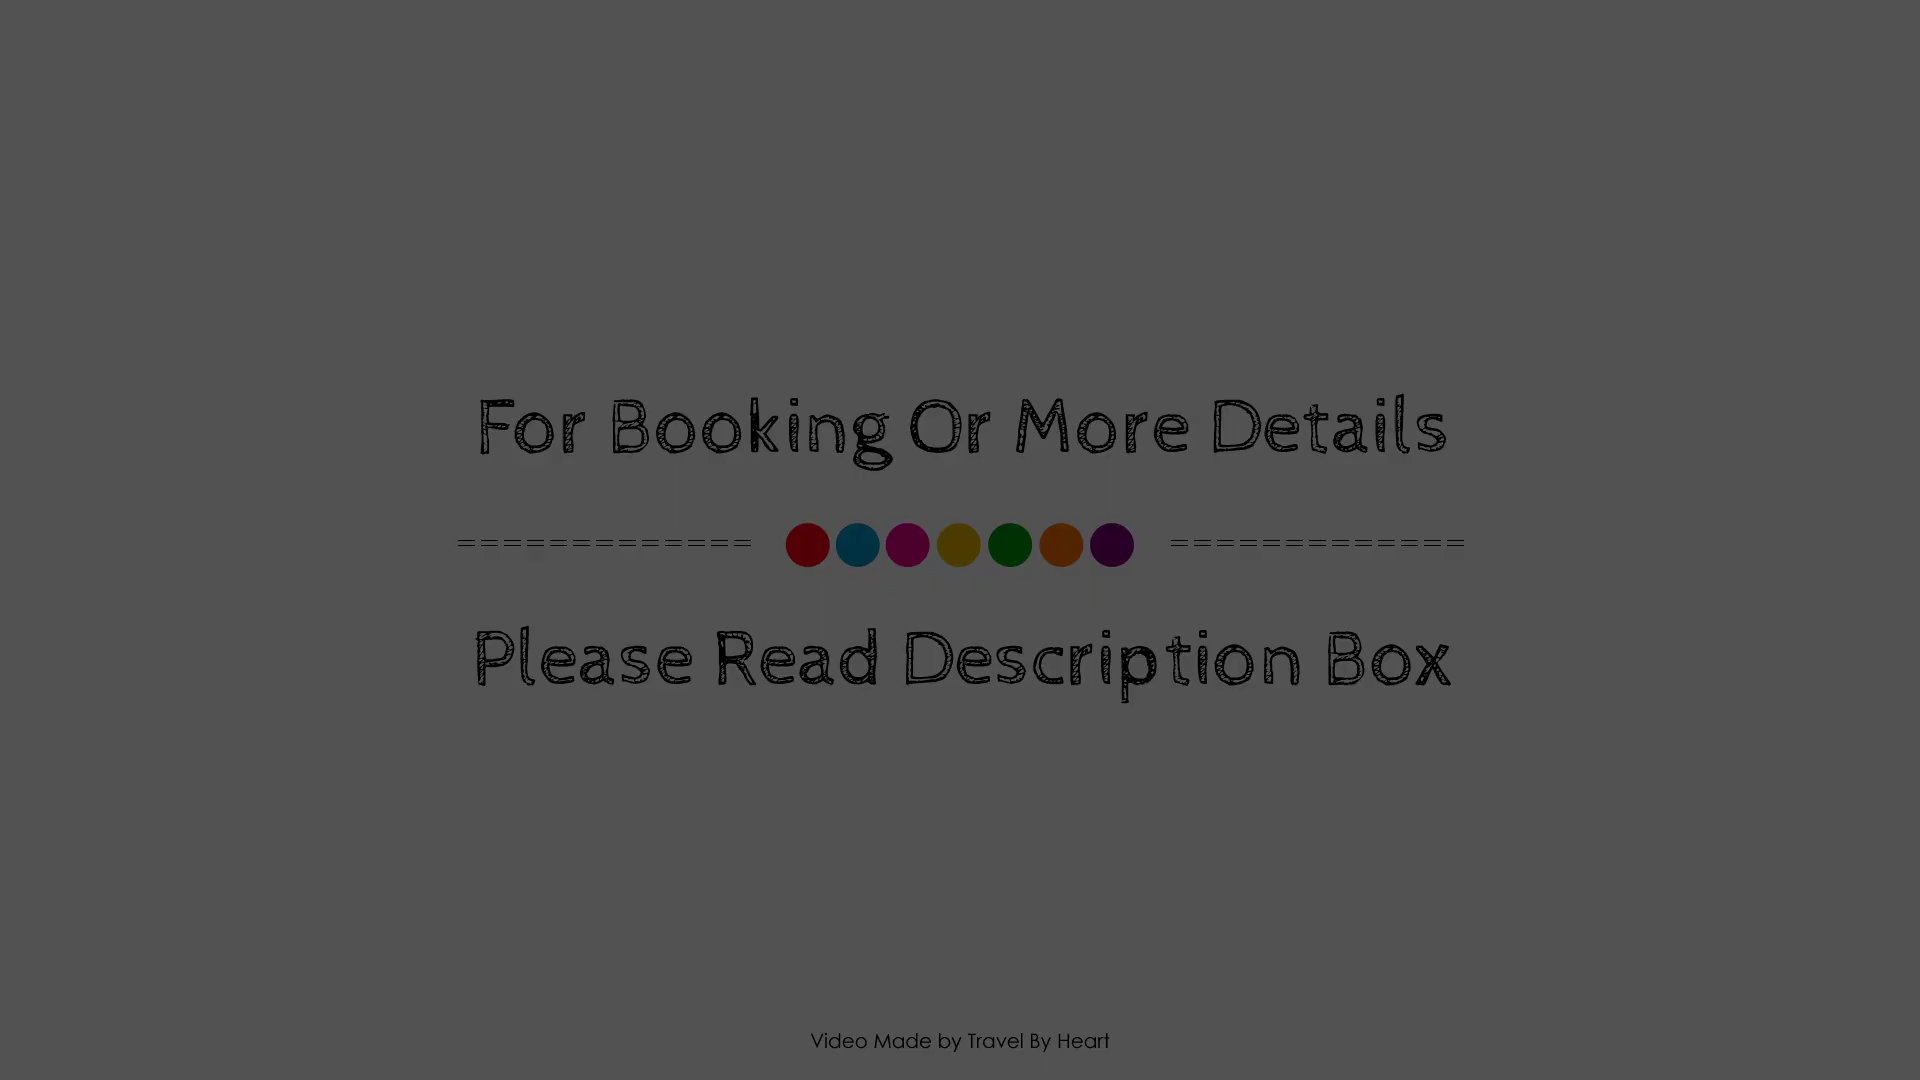 For Booking Or More Details
============= =============
Please Read Description Box
Video Made by Travel By Heart